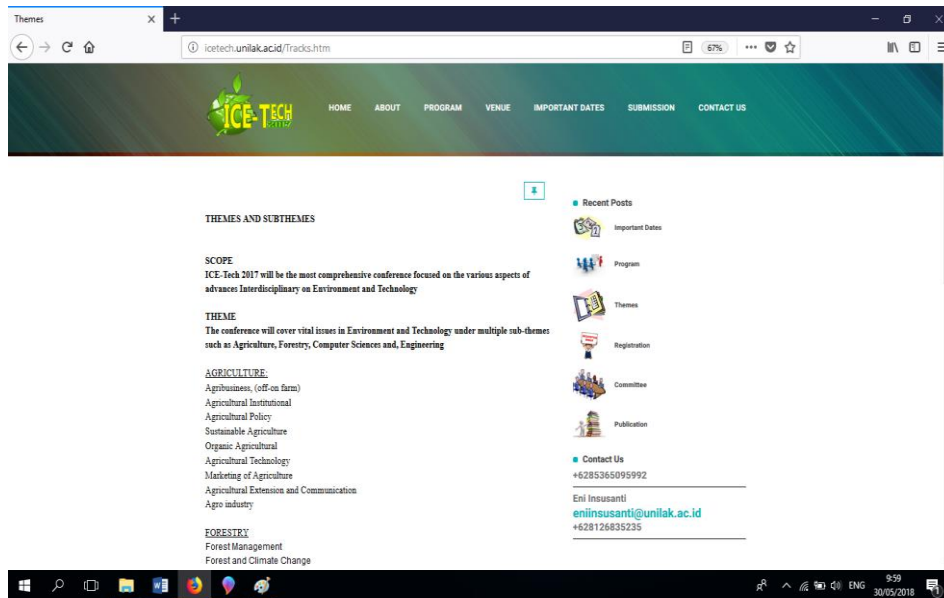 Themes
icetech.unilak.ac.id/Tracks.htm
67%
ICE-TECH
HOME
ABOUT
PROGRAM
VENUE
IMPORTANT DATES
SUBMISSION
CONTACT US
THEMES AND SUBTHEMES
SCOPE
ICE-Tech 2017 will be the most comprehensive conference focused on the various aspects of
advances Interdisciplinary on Environment and Technology
THEME
The conference will cover vital issues in Environment and Technology under multiple sub-themes
such as Agriculture, Forestry, Computer Sciences and, Engineering
AGRICULTURE:
Agribusiness, (off-on farm)
Agricultural Institutional
Agricultural Policy
Sustainable Agriculture
Organic Agricultural
Agricultural Technology
Marketing of Agriculture
Agricultural Extension and Communication
Agro industry
FORESTRY
Forest Management
Forest and Climate Change
Recent Posts
Important Dates
Program
Themes
Registration
Committee
Publication
Contact Us
+6285365095992
Eni Insusanti
eniinsusanti@unilak.ac.id
+628126835235
ENG
9:59
30/05/2018